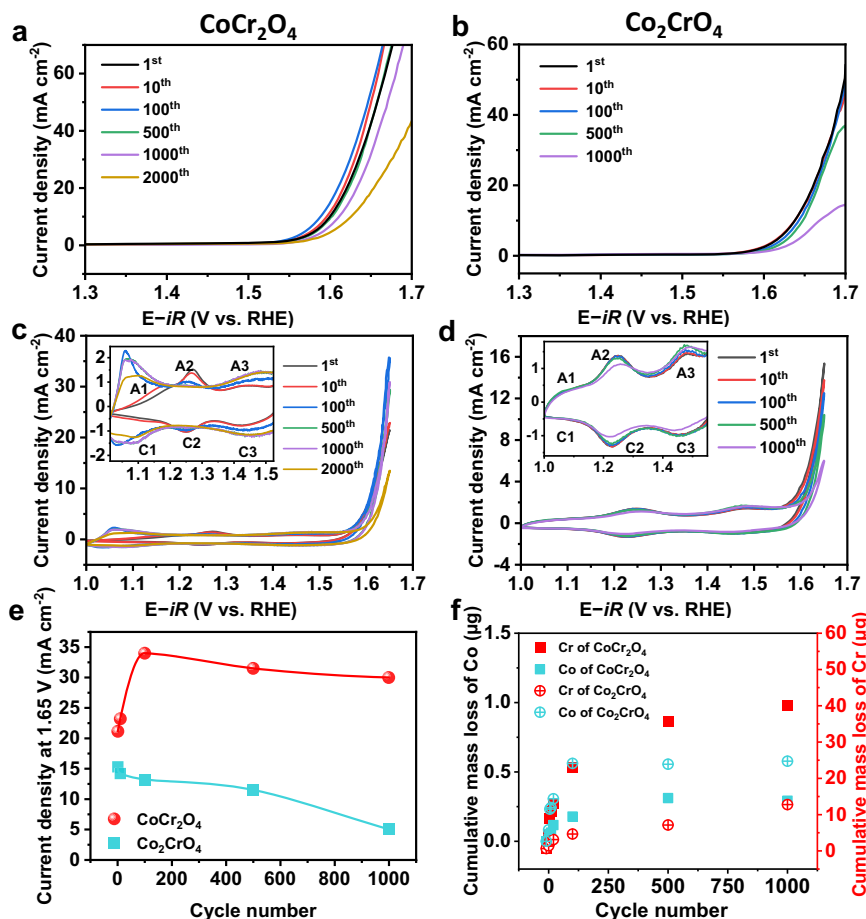 CoCr₂O₄
Co₂CrO₄
a
Current density (mA cm⁻²)
60
40
20
0
1ˢᵗ
10ᵗʰ
100ᵗʰ
500ᵗʰ
1000ᵗʰ
2000ᵗʰ
1.3 1.4 1.5 1.6 1.7
E−iR (V vs. RHE)
b
Current density (mA cm⁻²)
60
40
20
0
1ˢᵗ
10ᵗʰ
100ᵗʰ
500ᵗʰ
1000ᵗʰ
1.3 1.4 1.5 1.6 1.7
E−iR (V vs. RHE)
c
Current density (mA cm⁻²)
40
35
30
25
20
15
10
5
0
-5
2
1
0
-1
-2
A1 A2 A3
C1 C2 C3
1.1 1.2 1.3 1.4 1.5
1ˢᵗ
10ᵗʰ
100ᵗʰ
500ᵗʰ
1000ᵗʰ
2000ᵗʰ
1.0 1.1 1.2 1.3 1.4 1.5 1.6 1.7
E−iR (V vs. RHE)
d
Current density (mA cm⁻²)
16
12
8
4
0
-4
1
0
-1
A1 A2 A3
C1 C2 C3
1.0 1.2 1.4
1ˢᵗ
10ᵗʰ
100ᵗʰ
500ᵗʰ
1000ᵗʰ
1.0 1.1 1.2 1.3 1.4 1.5 1.6 1.7
E−iR (V vs. RHE)
e
Current density at 1.65 V (mA cm⁻²)
35
30
25
20
15
10
5
0
CoCr₂O₄
Co₂CrO₄
0 200 400 600 800 1000
Cycle number
f
Cumulative mass loss of Co (µg)
1.5
1.0
0.5
0.0
Cr of CoCr₂O₄
Co of CoCr₂O₄
Cr of Co₂CrO₄
Co of Co₂CrO₄
0 250 500 750 1000
Cycle number
60
50
40
30
20
10
0
Cumulative mass loss of Cr (µg)